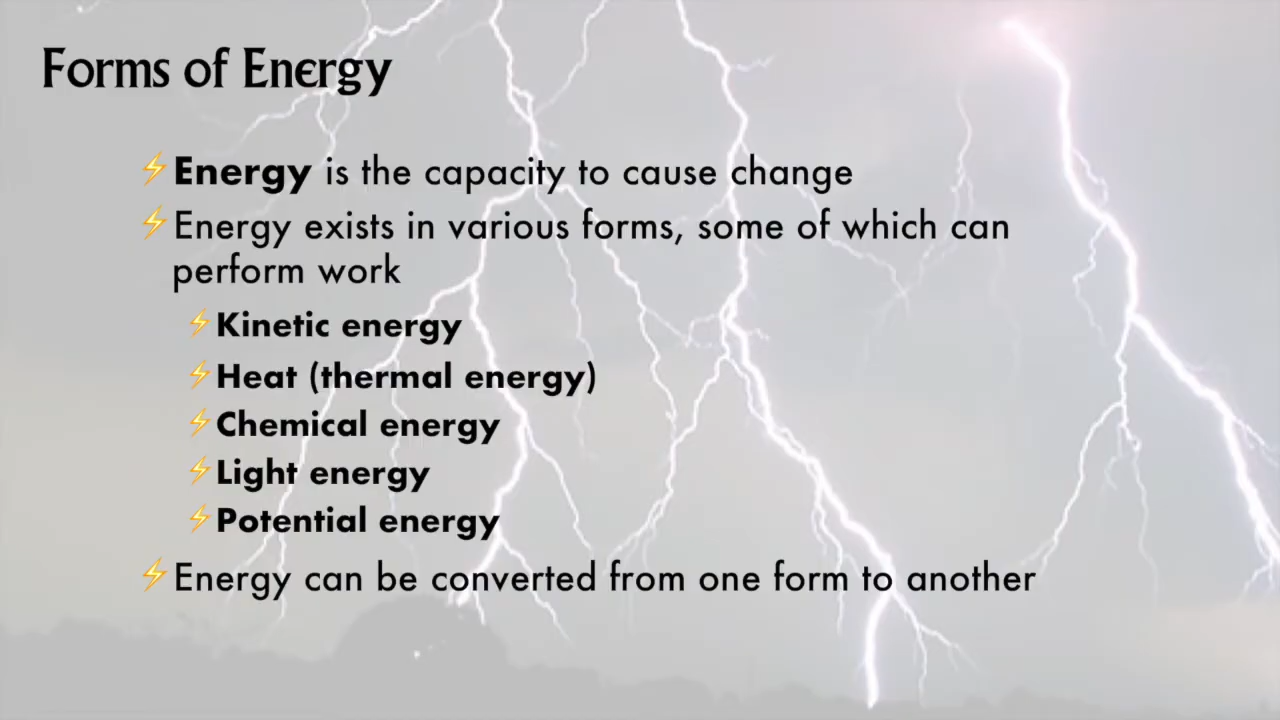 Forms of Energy
⚡Energy is the capacity to cause change
⚡Energy exists in various forms, some of which can
perform work
⚡Kinetic energy
⚡Heat (thermal energy)
⚡Chemical energy
⚡Light energy
⚡Potential energy
⚡Energy can be converted from one form to another